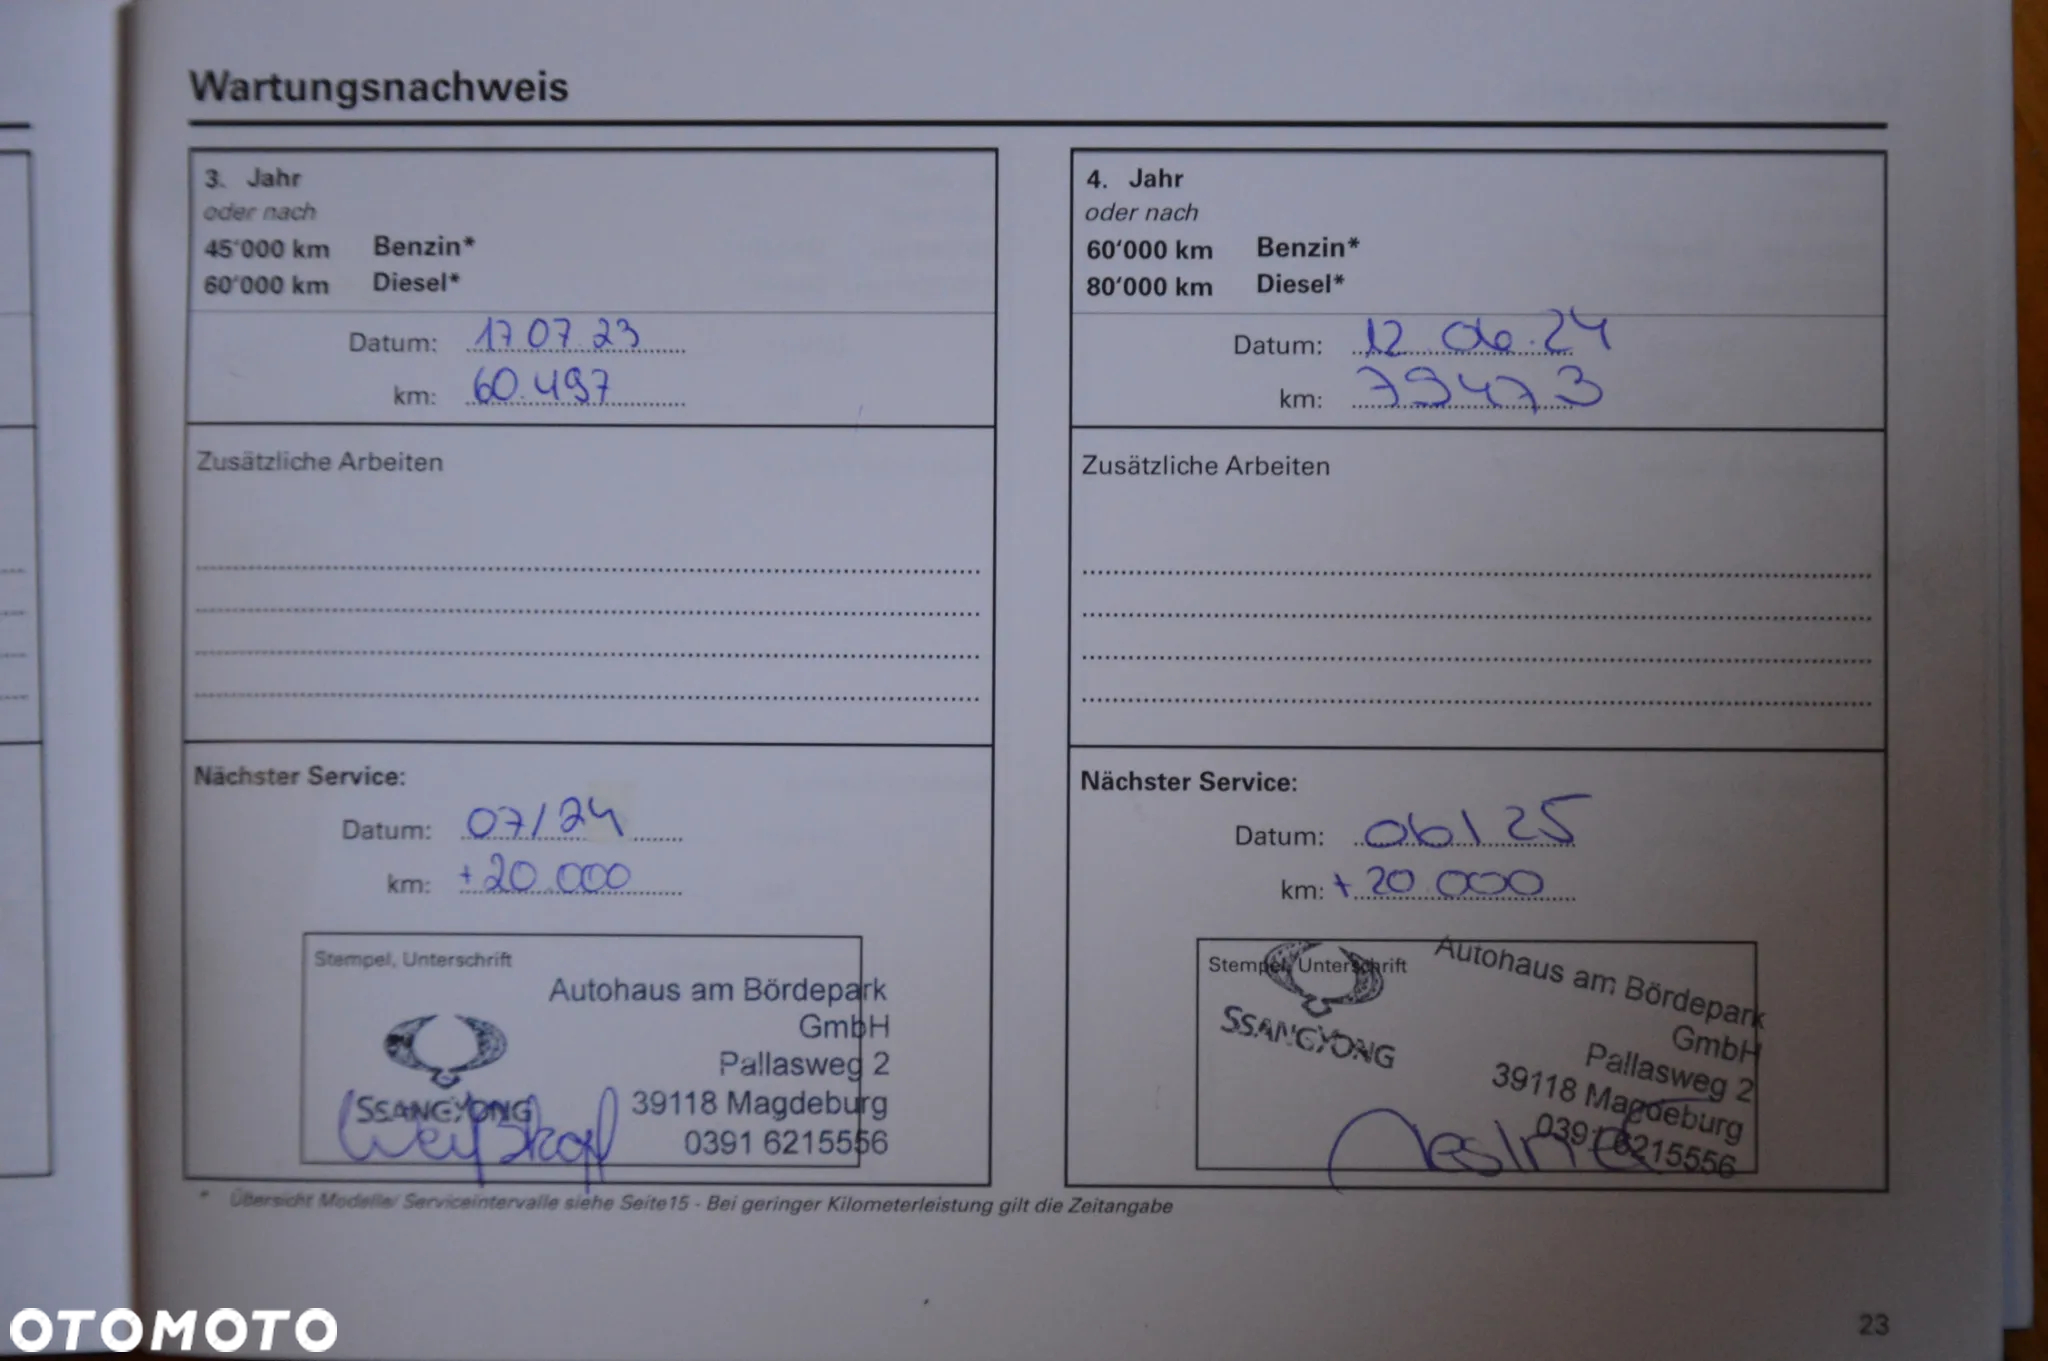 Wartungsnachweis
3. Jahr
oder nach
45'000 km Benzin*
60'000 km Diesel*
Datum: 17.07.23
km: 60.497
Zusätzliche Arbeiten
Nächster Service:
Datum: 07/24
km: +20.000
Stempel, Unterschrift
Autohaus am Bördepark
GmbH
Pallasweg 2
SSANGYONG
39118 Magdeburg
0391 6215556
4. Jahr
oder nach
60'000 km Benzin*
80'000 km Diesel*
Datum: 12.06.24
km: 79473
Zusätzliche Arbeiten
Nächster Service:
Datum: 06/25
km: + 20 000
Stempel, Unterschrift
Autohaus am Bördepark
GmbH
SSANGYONG
Pallasweg 2
39118 Magdeburg
0391 6215556
* Übersicht Modelle/ Serviceintervalle siehe Seite15 - Bei geringer Kilometerleistung gilt die Zeitangabe
23
OTOMOTO